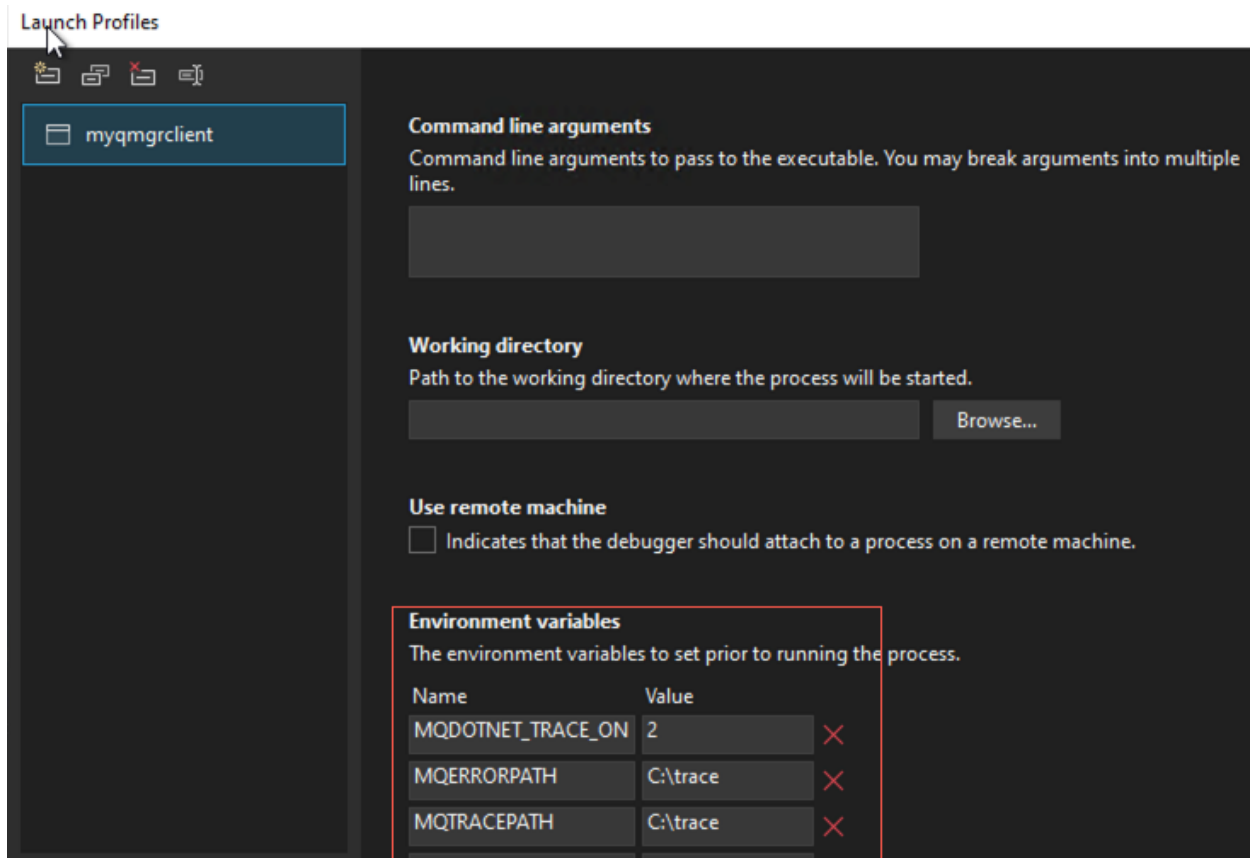 Launch Profiles
myqmgrclient
Command line arguments
Command line arguments to pass to the executable. You may break arguments into multiple
lines.
Working directory
Path to the working directory where the process will be started.
Browse...
Use remote machine
Indicates that the debugger should attach to a process on a remote machine.
Environment variables
The environment variables to set prior to running the process.
Name Value
MQDOTNET_TRACE_ON 2
MQERRORPATH C:\trace
MQTRACEPATH C:\trace